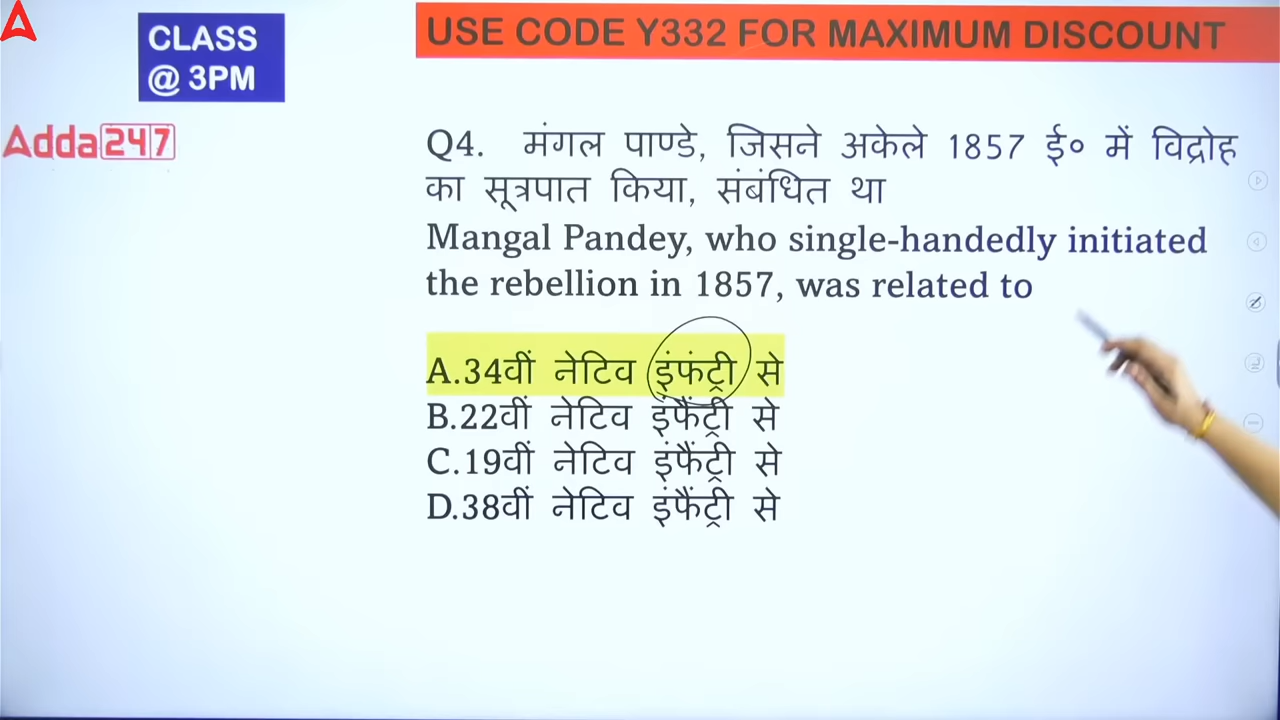 CLASS
@ 3PM
USE CODE Y332 FOR MAXIMUM DISCOUNT
Adda247
Q4. मंगल पाण्डे, जिसने अकेले 1857 ई० में विद्रोह
का सूत्रपात किया, संबंधित था
Mangal Pandey, who single-handedly initiated
the rebellion in 1857, was related to
A.34वीं नेटिव इंफंट्री से
B.22वीं नेटिव इंफैंट्री से
C.19वीं नेटिव इंफैंट्री से
D.38वीं नेटिव इंफैंट्री से